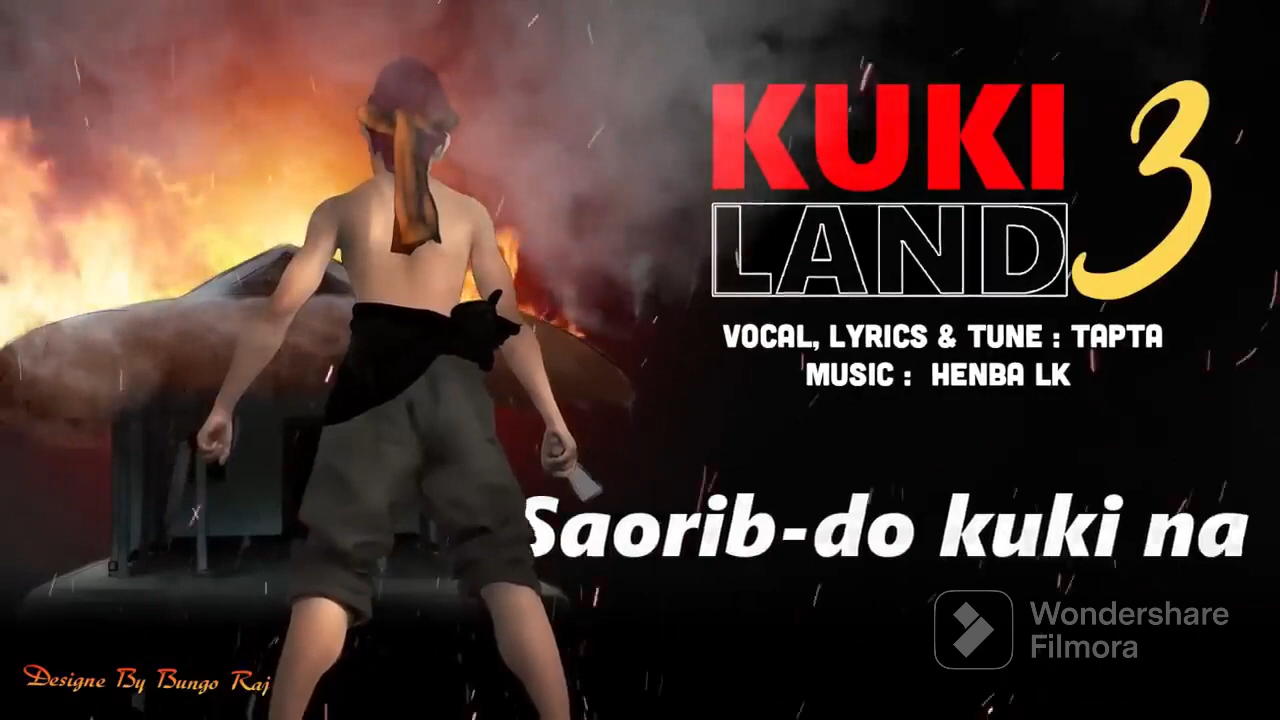 KUKI
LAND 3
VOCAL, LYRICS & TUNE : TAPTA
MUSIC : HENBA LK
Saorib-do kuki na
Wondershare
Filmora
Designe By Bungo Raj